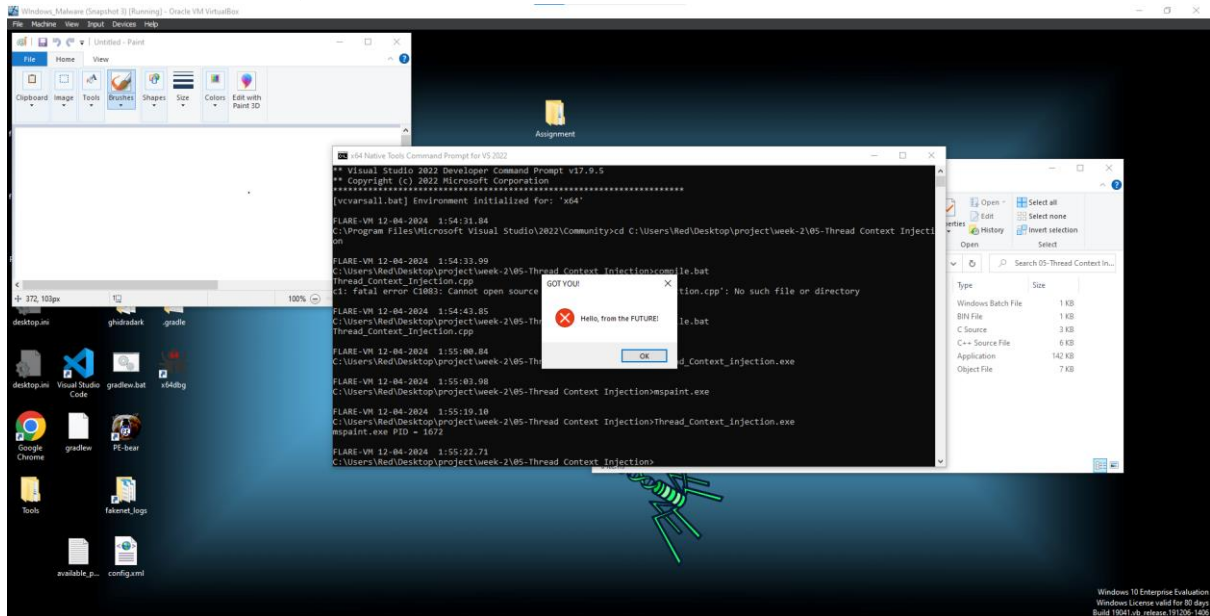 Windows_Malware (Snapshot 3) [Running] - Oracle VM VirtualBox
File Machine View Input Devices Help
Untitled - Paint
File Home View
Clipboard Image Tools Brushes Shapes Size Colors Edit with Paint 3D
372, 103px
100%
Assignment
x64 Native Tools Command Prompt for VS 2022
** Visual Studio 2022 Developer Command Prompt v17.9.5
** Copyright (c) 2022 Microsoft Corporation
**********************************************************************
[vcvarsall.bat] Environment initialized for: 'x64'
FLARE-VM 12-04-2024 1:54:31.84
C:\Program Files\Microsoft Visual Studio\2022\Community>cd C:\Users\Red\Desktop\project\week-2\05-Thread Context Injecti
on
FLARE-VM 12-04-2024 1:54:33.99
C:\Users\Red\Desktop\project\week-2\05-Thread Context Injection>compile.bat
Thread_Context_Injection.cpp
c1: fatal error C1083: Cannot open source tion.cpp': No such file or directory
FLARE-VM 12-04-2024 1:54:43.85
C:\Users\Red\Desktop\project\week-2\05-Thr le.bat
Thread_Context_Injection.cpp
FLARE-VM 12-04-2024 1:55:00.84
C:\Users\Red\Desktop\project\week-2\05-Th d_Context_injection.exe
FLARE-VM 12-04-2024 1:55:03.98
C:\Users\Red\Desktop\project\week-2\05-Thread Context Injection>mspaint.exe
FLARE-VM 12-04-2024 1:55:19.10
C:\Users\Red\Desktop\project\week-2\05-Thread Context Injection>Thread_Context_injection.exe
mspaint.exe PID = 1672
FLARE-VM 12-04-2024 1:55:22.71
C:\Users\Red\Desktop\project\week-2\05-Thread Context Injection>
GOT YOU!
Hello, from the FUTURE!
OK
Open Select all
Edit Select none
History Invert selection
Open Select
Search 05-Thread Context In...
Type Size
Windows Batch File 1 KB
BIN File 1 KB
C Source 3 KB
C++ Source File 6 KB
Application 142 KB
Object File 7 KB
desktop.ini ghidradark .gradle
desktop.ini Visual Studio Code gradlew.bat x64dbg
Google Chrome gradlew PE-bear
Tools fakenet_logs
available_p... config.xml
Windows 10 Enterprise Evaluation
Windows License valid for 80 days
Build 19041.vb_release.191206-1406